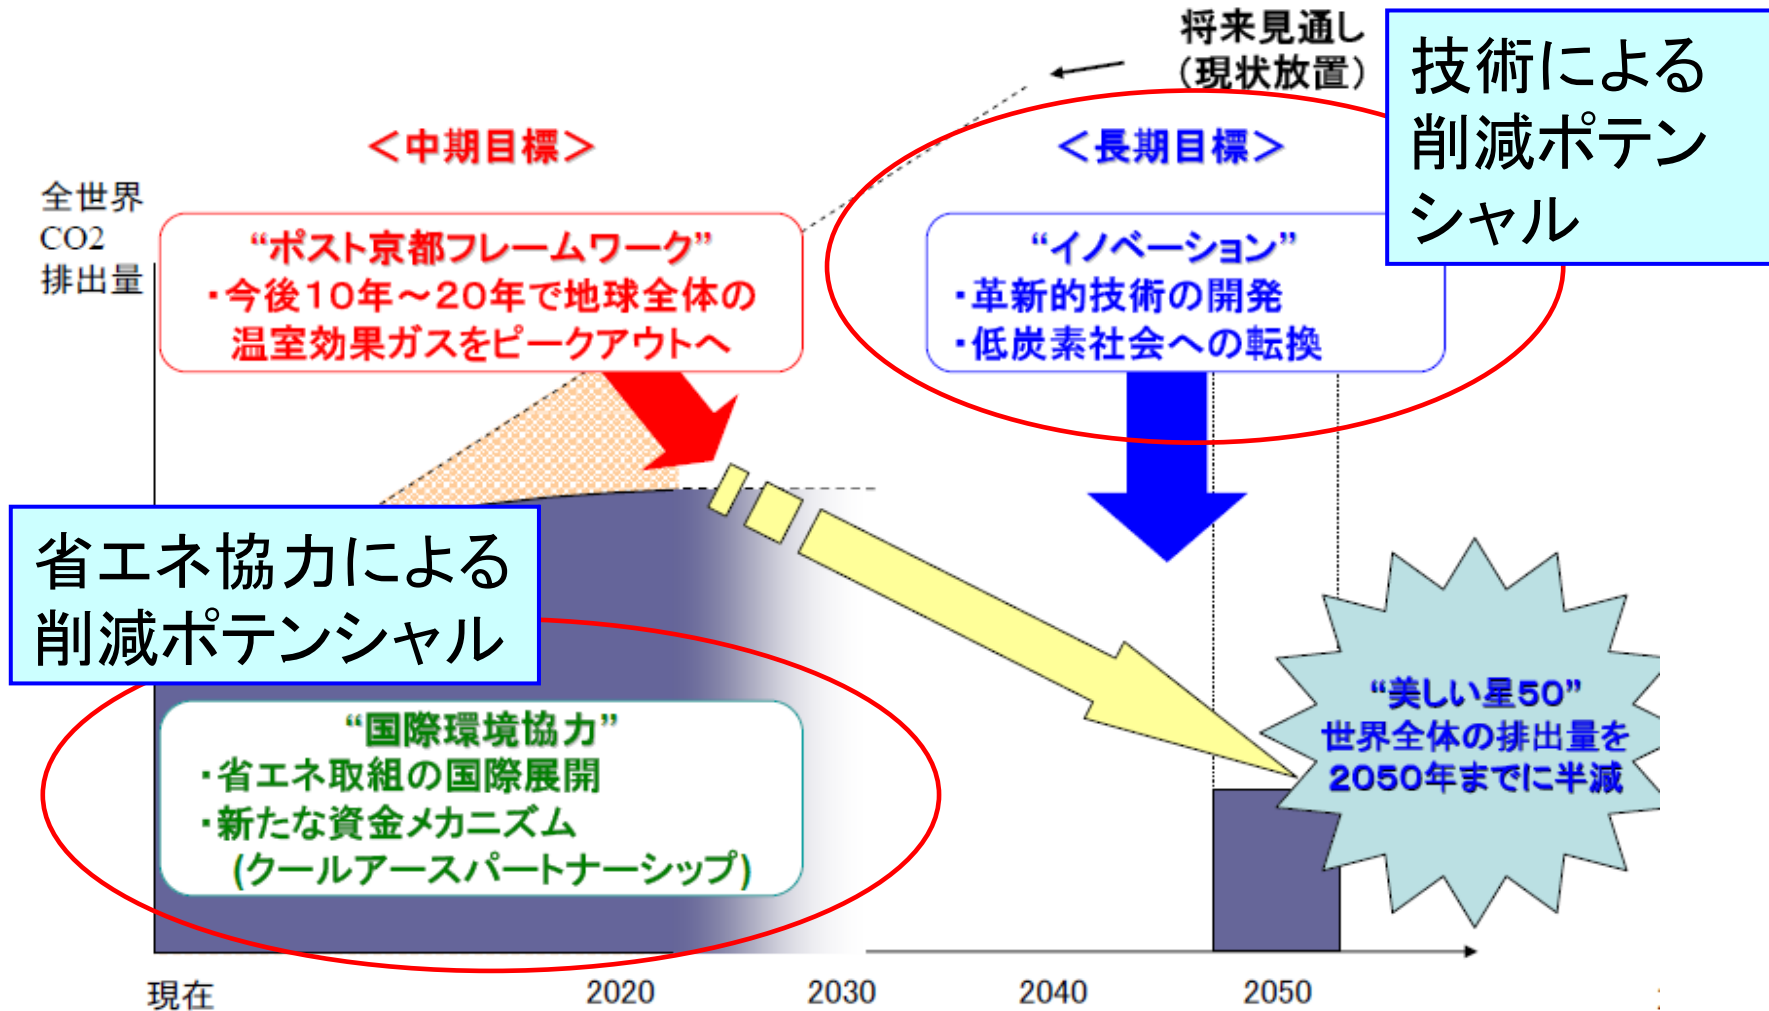 将来見通し
（現状放置）
技術による
削減ポテン
シャル
＜中期目標＞
＜長期目標＞
全世界
CO2
排出量
“ポスト京都フレームワーク”
・今後１０年～２０年で地球全体の
温室効果ガスをピークアウトへ
“イノベーション”
・革新的技術の開発
・低炭素社会への転換
省エネ協力による
削減ポテンシャル
“国際環境協力”
・省エネ取組の国際展開
・新たな資金メカニズム
(クールアースパートナーシップ)
“美しい星５０”
世界全体の排出量を
２０５０年までに半減
現在
2020
2030
2040
2050